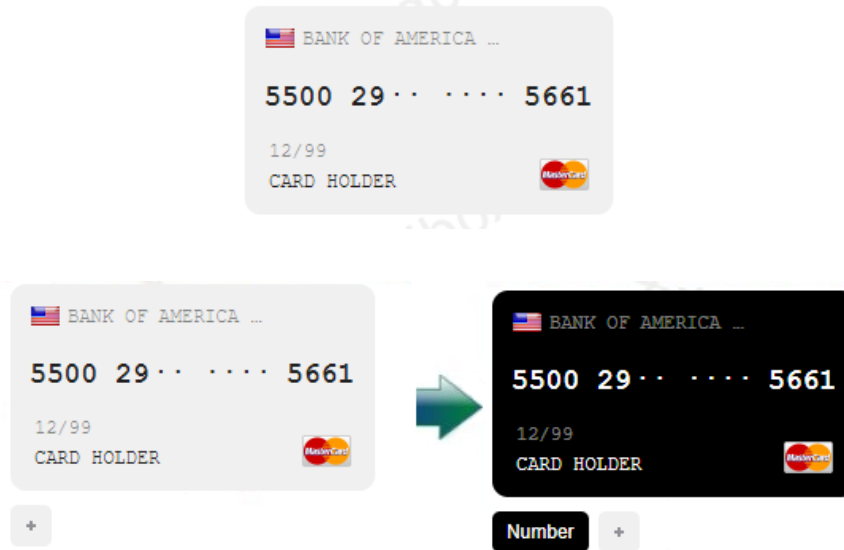 BANK OF AMERICA …
5500 29·· ···· 5661
12/99
CARD HOLDER
MasterCard
BANK OF AMERICA …
5500 29·· ···· 5661
12/99
CARD HOLDER
MasterCard
+
BANK OF AMERICA …
5500 29·· ···· 5661
12/99
CARD HOLDER
MasterCard
Number +